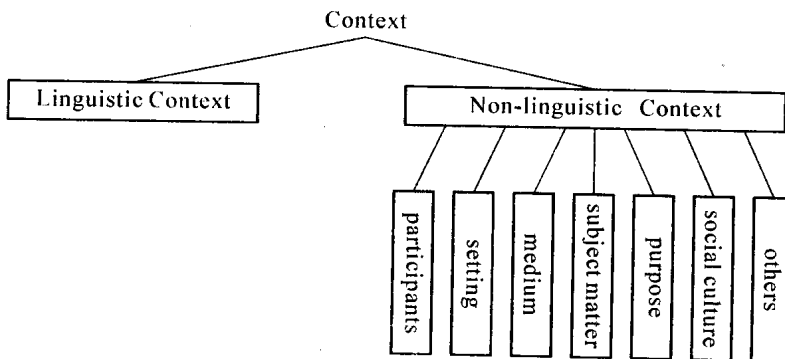 Context
Linguistic Context
Non-linguistic Context
participants
setting
medium
subject matter
purpose
social culture
others